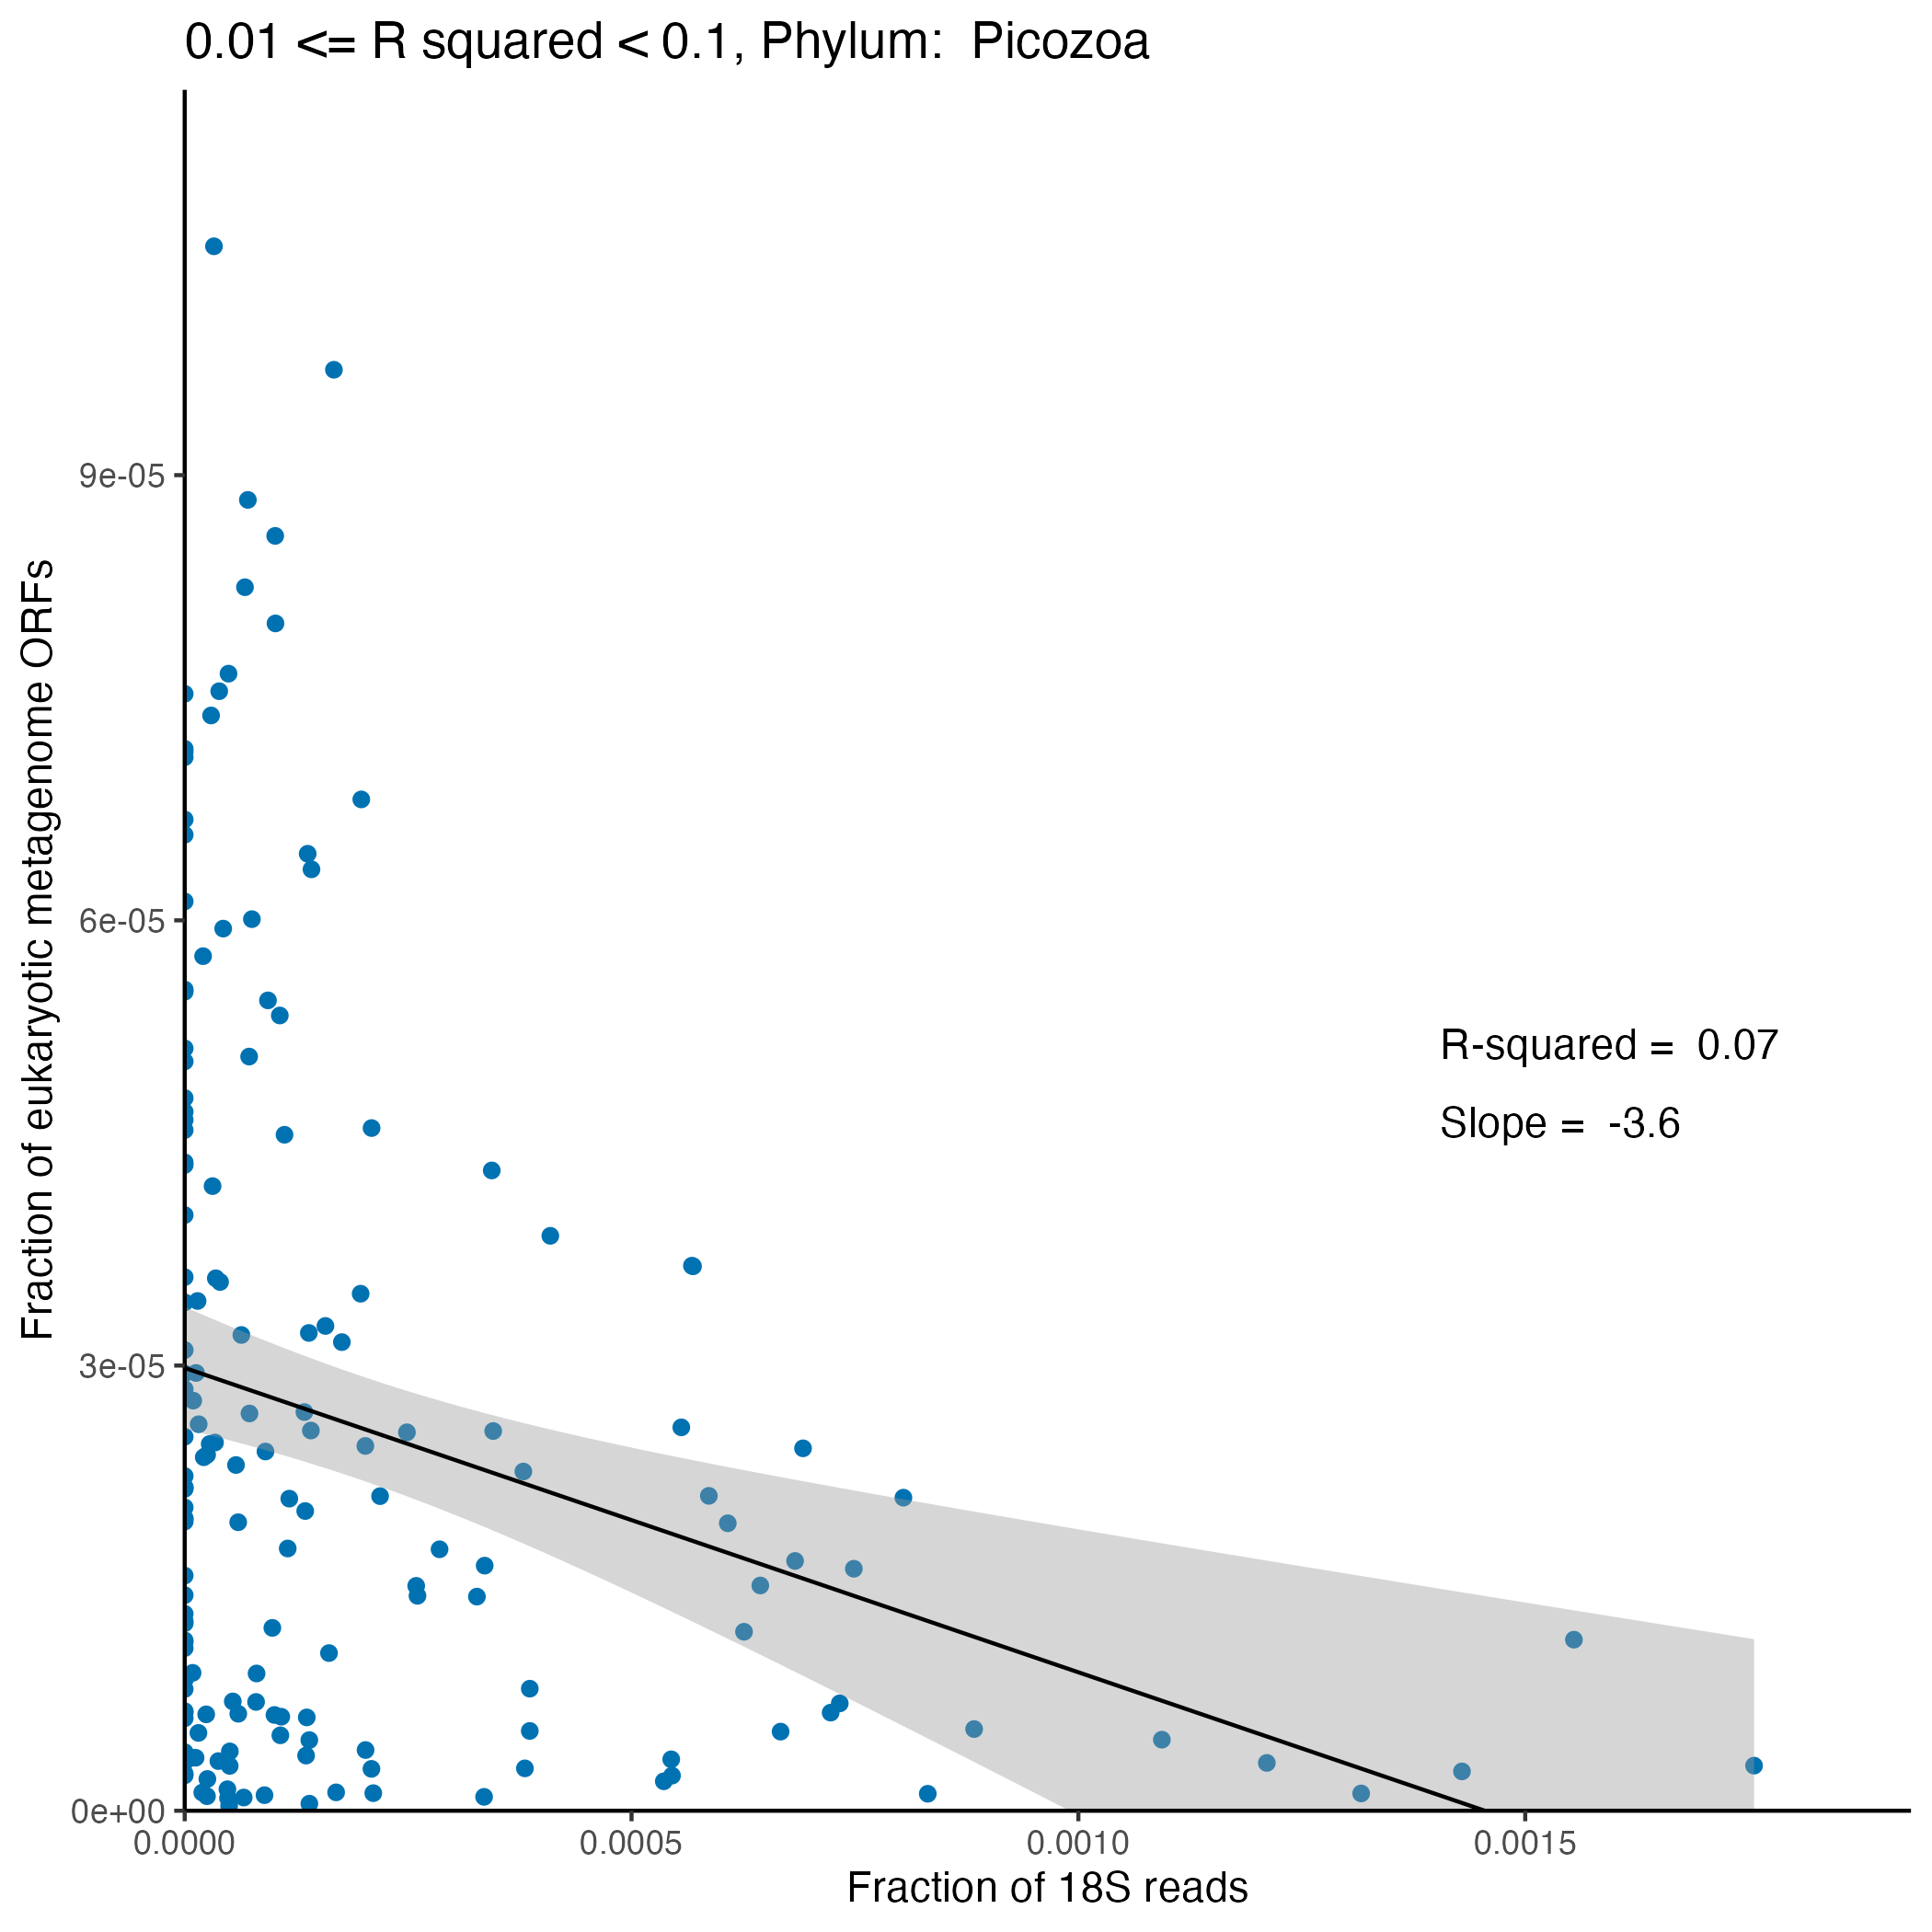 0.01 <= R squared < 0.1, Phylum:  Picozoa
Fraction of eukaryotic metagenome ORFs
9e-05
6e-05
3e-05
0e+00
R-squared =  0.07
Slope =  -3.6
0.0000
0.0005
0.0010
0.0015
Fraction of 18S reads